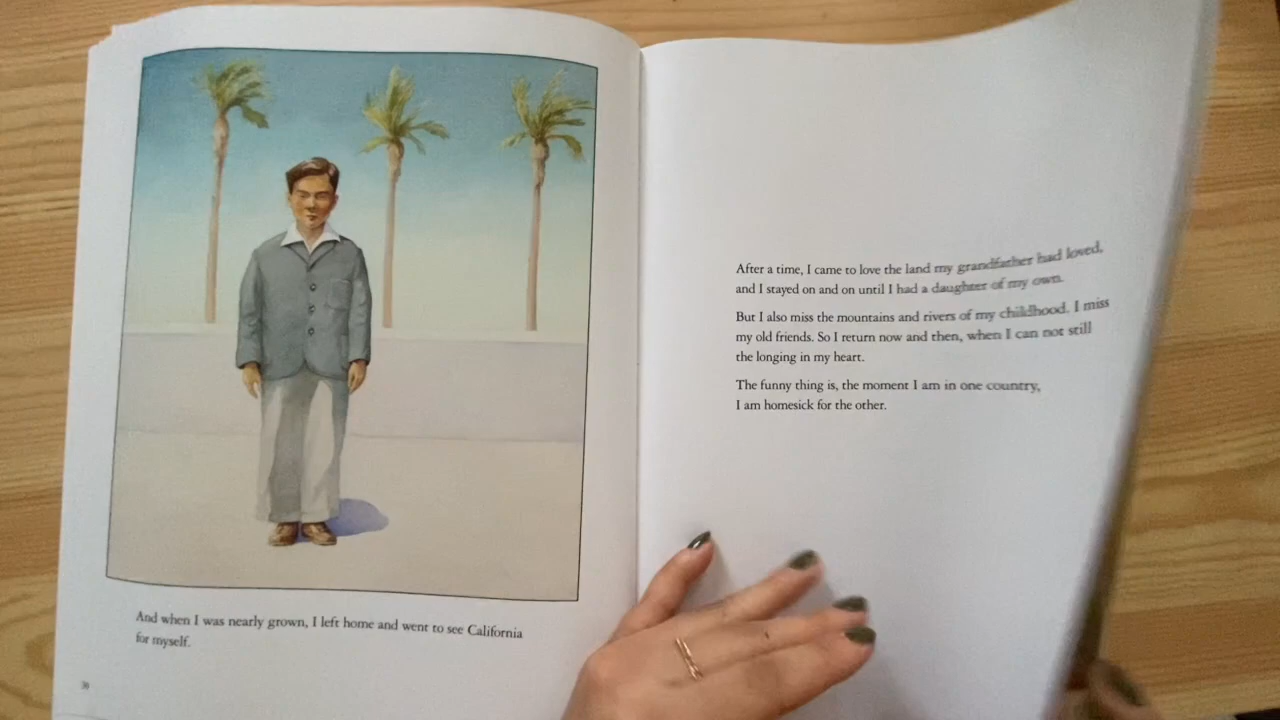 And when I was nearly grown, I left home and went to see California
for myself.
After a time, I came to love the land my grandfather had loved,
and I stayed on and on until I had a daughter of my own.
But I also miss the mountains and rivers of my childhood. I miss
my old friends. So I return now and then, when I can not still
the longing in my heart.
The funny thing is, the moment I am in one country,
I am homesick for the other.